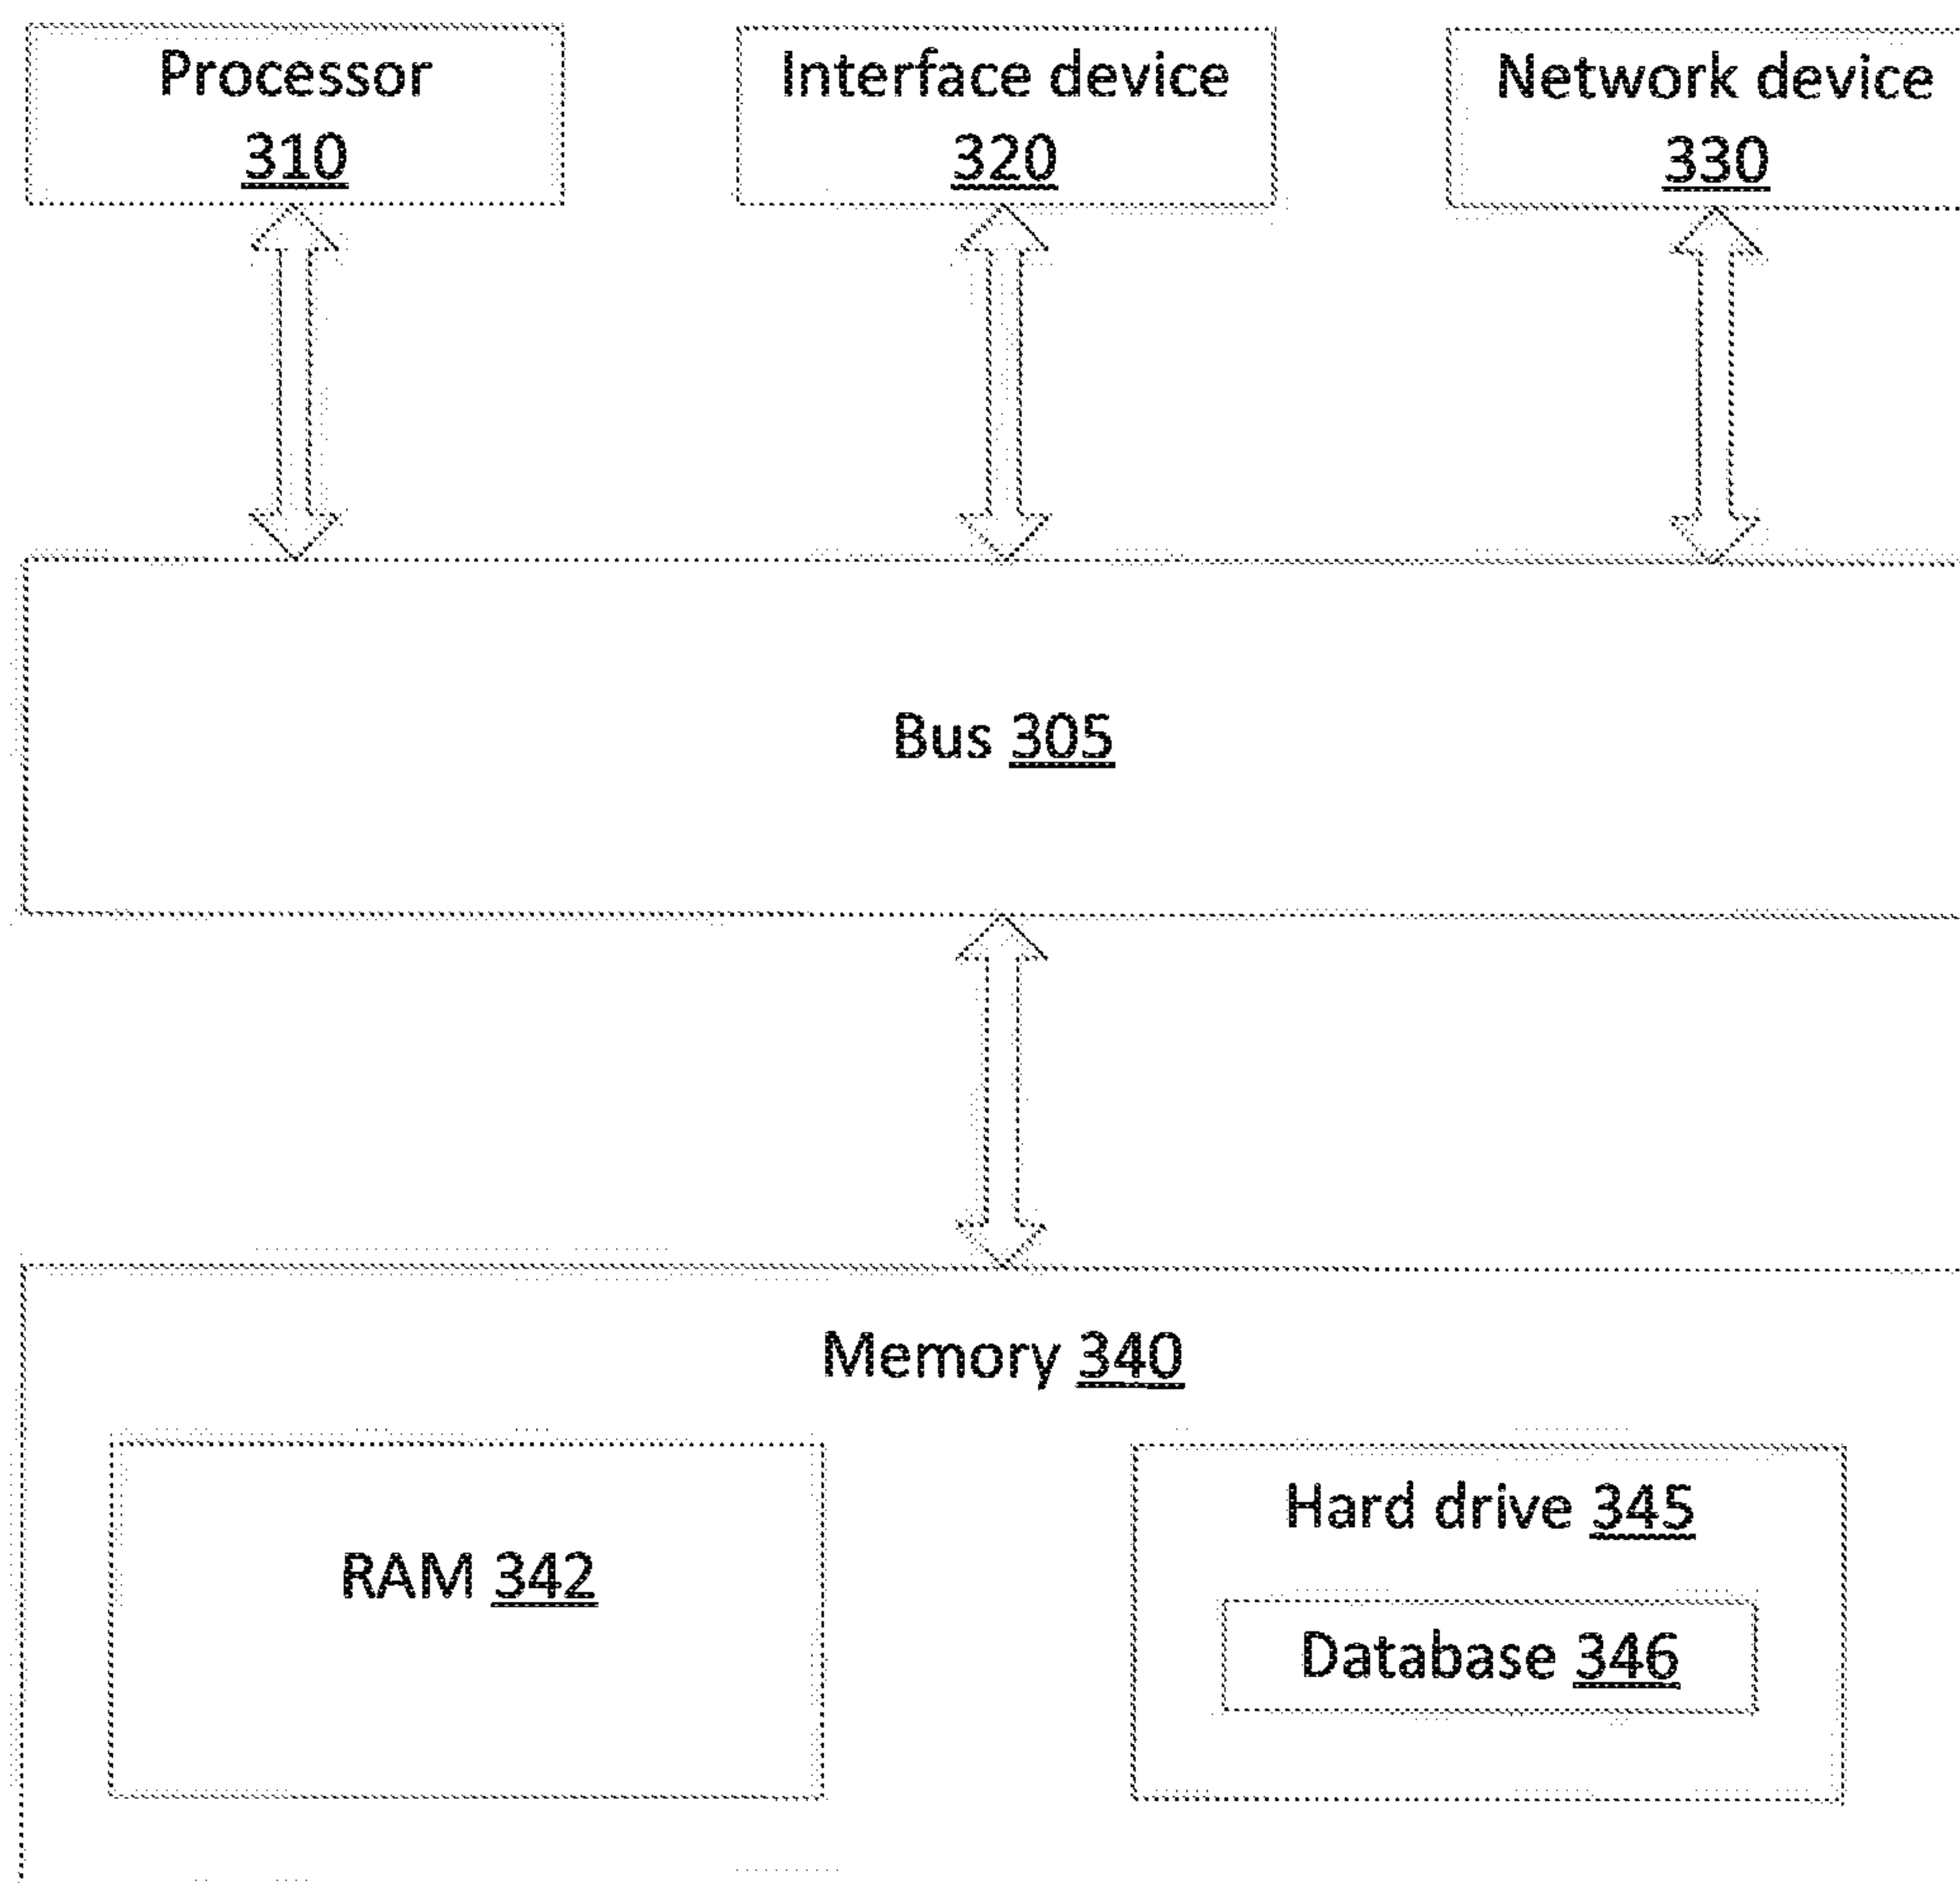 Processor
310
Interface device
320
Network device
330
Bus 305
Memory 340
RAM 342
Hard drive 345
Database 346